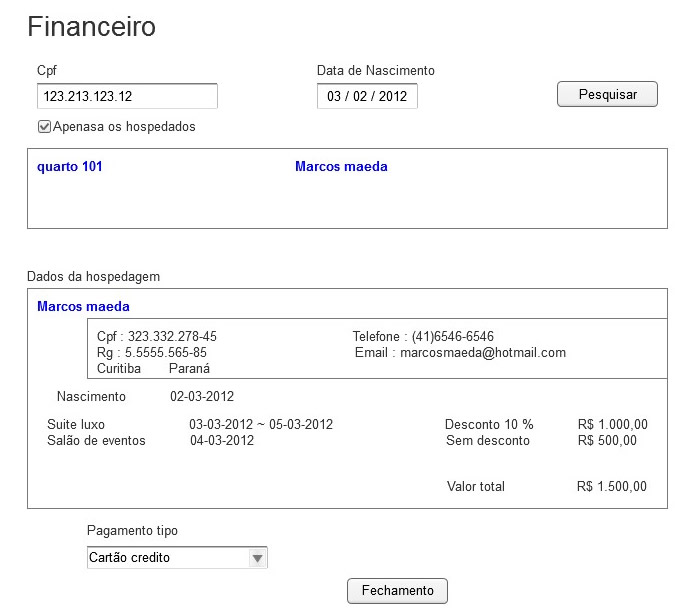 Financeiro
Cpf Data de Nascimento
123.213.123.12 03 / 02 / 2012 Pesquisar
Apenasa os hospedados
quarto 101 Marcos maeda
Dados da hospedagem
Marcos maeda
Cpf : 323.332.278-45 Telefone : (41)6546-6546
Rg : 5.5555.565-85 Email : marcosmaeda@hotmail.com
Curitiba Paraná
Nascimento 02-03-2012
Suite luxo 03-03-2012 ~ 05-03-2012 Desconto 10 % R$ 1.000,00
Salão de eventos 04-03-2012 Sem desconto R$ 500,00
Valor total R$ 1.500,00
Pagamento tipo
Cartão credito
Fechamento